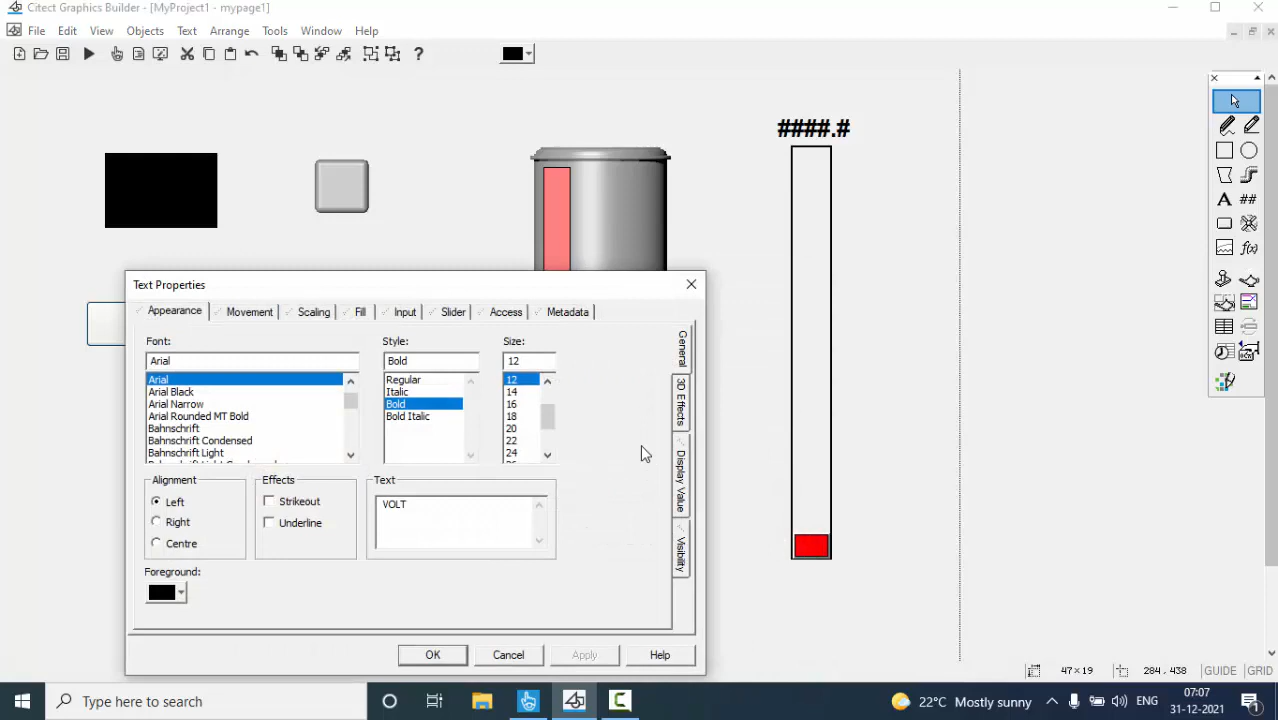 Citect Graphics Builder - [MyProject1 - mypage1]
File Edit View Objects Text Arrange Tools Window Help
####.#
Text Properties
Appearance Movement Scaling Fill Input Slider Access Metadata
Font: Style: Size:
Arial Bold 12
Arial Regular 12
Arial Black Italic 14
Arial Narrow Bold 16
Arial Rounded MT Bold Bold Italic 18
Bahnschrift 20
Bahnschrift Condensed 22
Bahnschrift Light 24
General
3D Effects
Display Value
Visibility
Alignment Effects Text
Left Strikeout VOLT
Right Underline
Centre
Foreground:
OK Cancel Apply Help
A ##
f(x)
47×19 284, 438 GUIDE GRID
Type here to search
22°C Mostly sunny ENG 07:07
31-12-2021 1